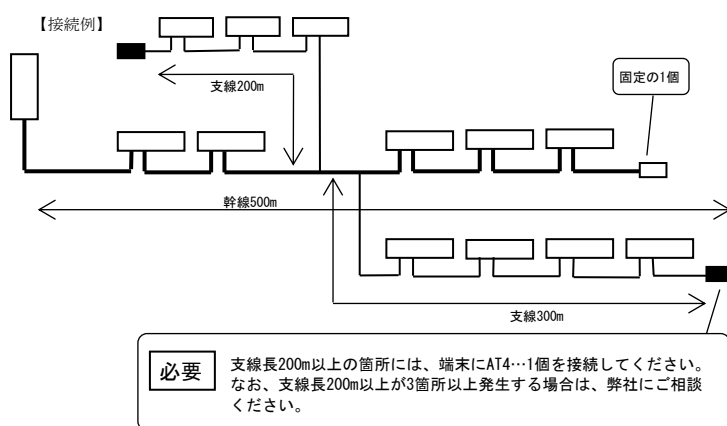 【接続例】
支線200m
固定の1個
幹線500m
支線300m
必要
支線長200m以上の箇所には、端末にAT4…1個を接続してください。
なお、支線長200m以上が3箇所以上発生する場合は、弊社にご相談
ください。